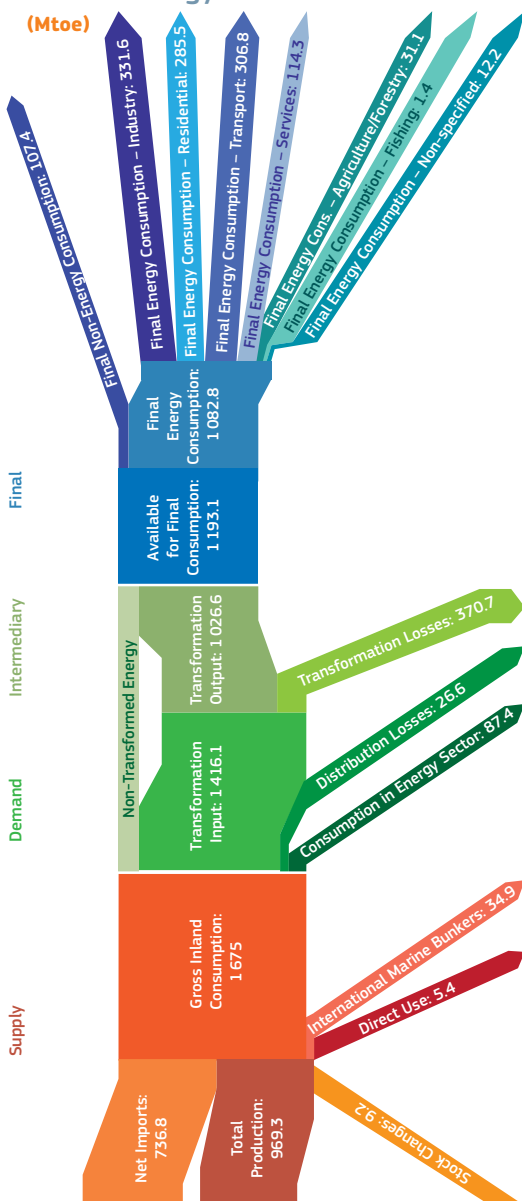 (Mtoe)
Final Non-Energy Consumption: 107.4
Final Energy Consumption – Industry: 331.6
Final Energy Consumption – Residential: 285.5
Final Energy Consumption – Transport: 306.8
Final Energy Consumption – Services: 114.3
Final Energy Cons. – Agriculture/Forestry: 31.1
Final Energy Consumption – Fishing: 1.4
Final Energy Consumption – Non-specified: 12.2
Final
Final
Energy
Consumption:
1 082.8
Available
for Final
Consumption:
1 193.1
Intermediary
Non-Transformed Energy
Transformation
Output: 1 026.6
Transformation Losses: 370.7
Demand
Transformation
Input: 1 416.1
Distribution Losses: 26.6
Consumption in Energy Sector: 87.4
Supply
Gross Inland
Consumption:
1 675
International Marine Bunkers: 34.9
Direct Use: 5.4
Net Imports:
736.8
Total
Production:
969.3
Stock Changes: 9.2